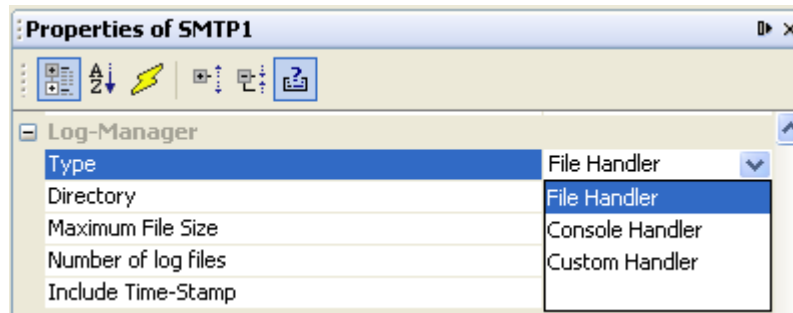 Properties of SMTP1
Log-Manager
Type File Handler
Directory File Handler
Maximum File Size Console Handler
Number of log files Custom Handler
Include Time-Stamp